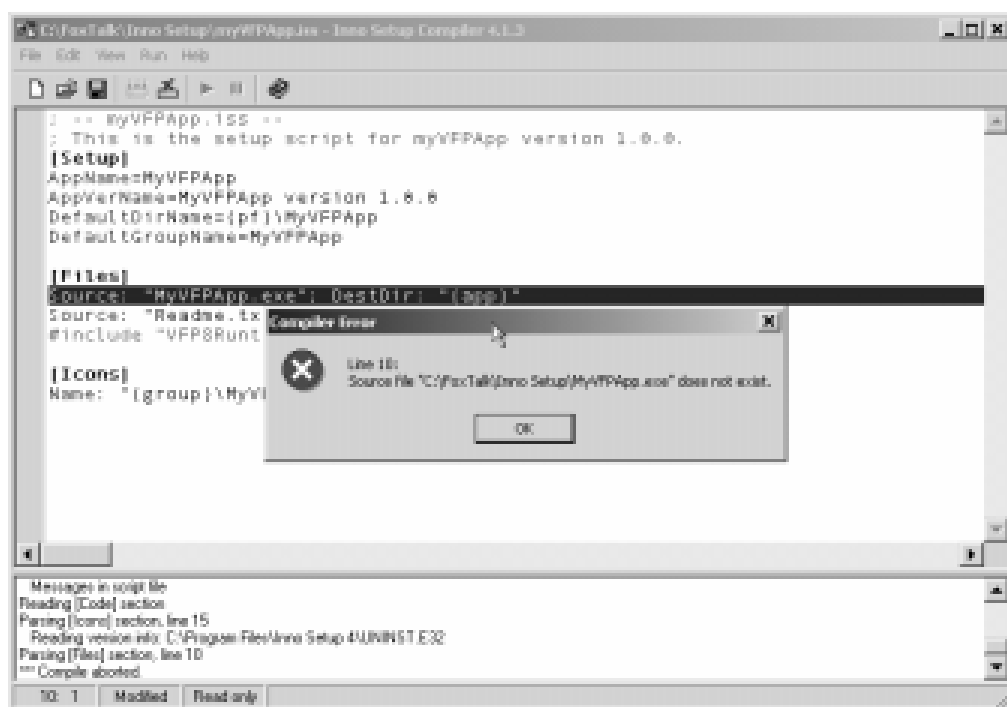 C:\FoxTalk\Inno Setup\myVFPApp.iss - Inno Setup Compiler 4.1.3
File Edit View Run Help
; -- myVFPApp.iss --
; This is the setup script for myVFPApp version 1.0.0.
[Setup]
AppName=MyVFPApp
AppVerName=MyVFPApp version 1.0.0
DefaultDirName={pf}\MyVFPApp
DefaultGroupName=MyVFPApp
[Files]
Source: "MyVFPApp.exe"; DestDir: "{app}"
Source: "Readme.tx
#include "VFP8Runt
[Icons]
Name: "{group}\MyVF
Compiler Error
Line 10:
Source file "C:\FoxTalk\Inno Setup\MyVFPApp.exe" does not exist.
OK
Messages in script file
Reading [Code] section
Parsing [Icons] section, line 15
Reading version info: C:\Program Files\Inno Setup 4\UNINST.E32
Parsing [Files] section, line 10
*** Compile aborted.
10: 1 Modified Read only